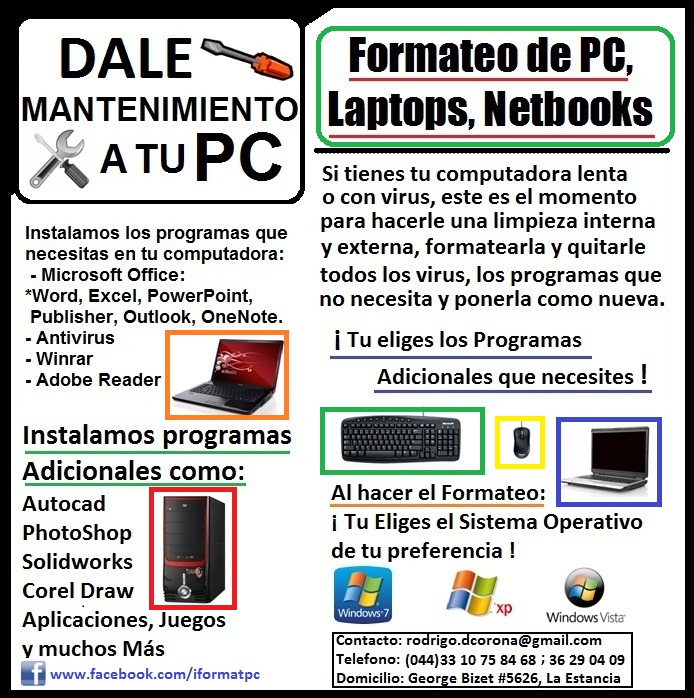 DALE
MANTENIMIENTO
A TU PC
Instalamos los programas que
necesitas en tu computadora:
- Microsoft Office:
*Word, Excel, PowerPoint,
Publisher, Outlook, OneNote.
- Antivirus
- Winrar
- Adobe Reader
Instalamos programas
Adicionales como:
Autocad
PhotoShop
Solidworks
Corel Draw
Aplicaciones, Juegos
y muchos Más
f www.facebook.com/iformatpc
Formateo de PC,
Laptops, Netbooks
Si tienes tu computadora lenta
o con virus, este es el momento
para hacerle una limpieza interna
y externa, formatearla y quitarle
todos los virus, los programas que
no necesita y ponerla como nueva.
¡ Tu eliges los Programas
Adicionales que necesites !
Al hacer el Formateo:
¡ Tu Eliges el Sistema Operativo
de tu preferencia !
Windows 7
xp
Windows Vista
Contacto: rodrigo.dcorona@gmail.com
Telefono: (044)33 10 75 84 68 ; 36 29 04 09
Domicilio: George Bizet #5626, La Estancia